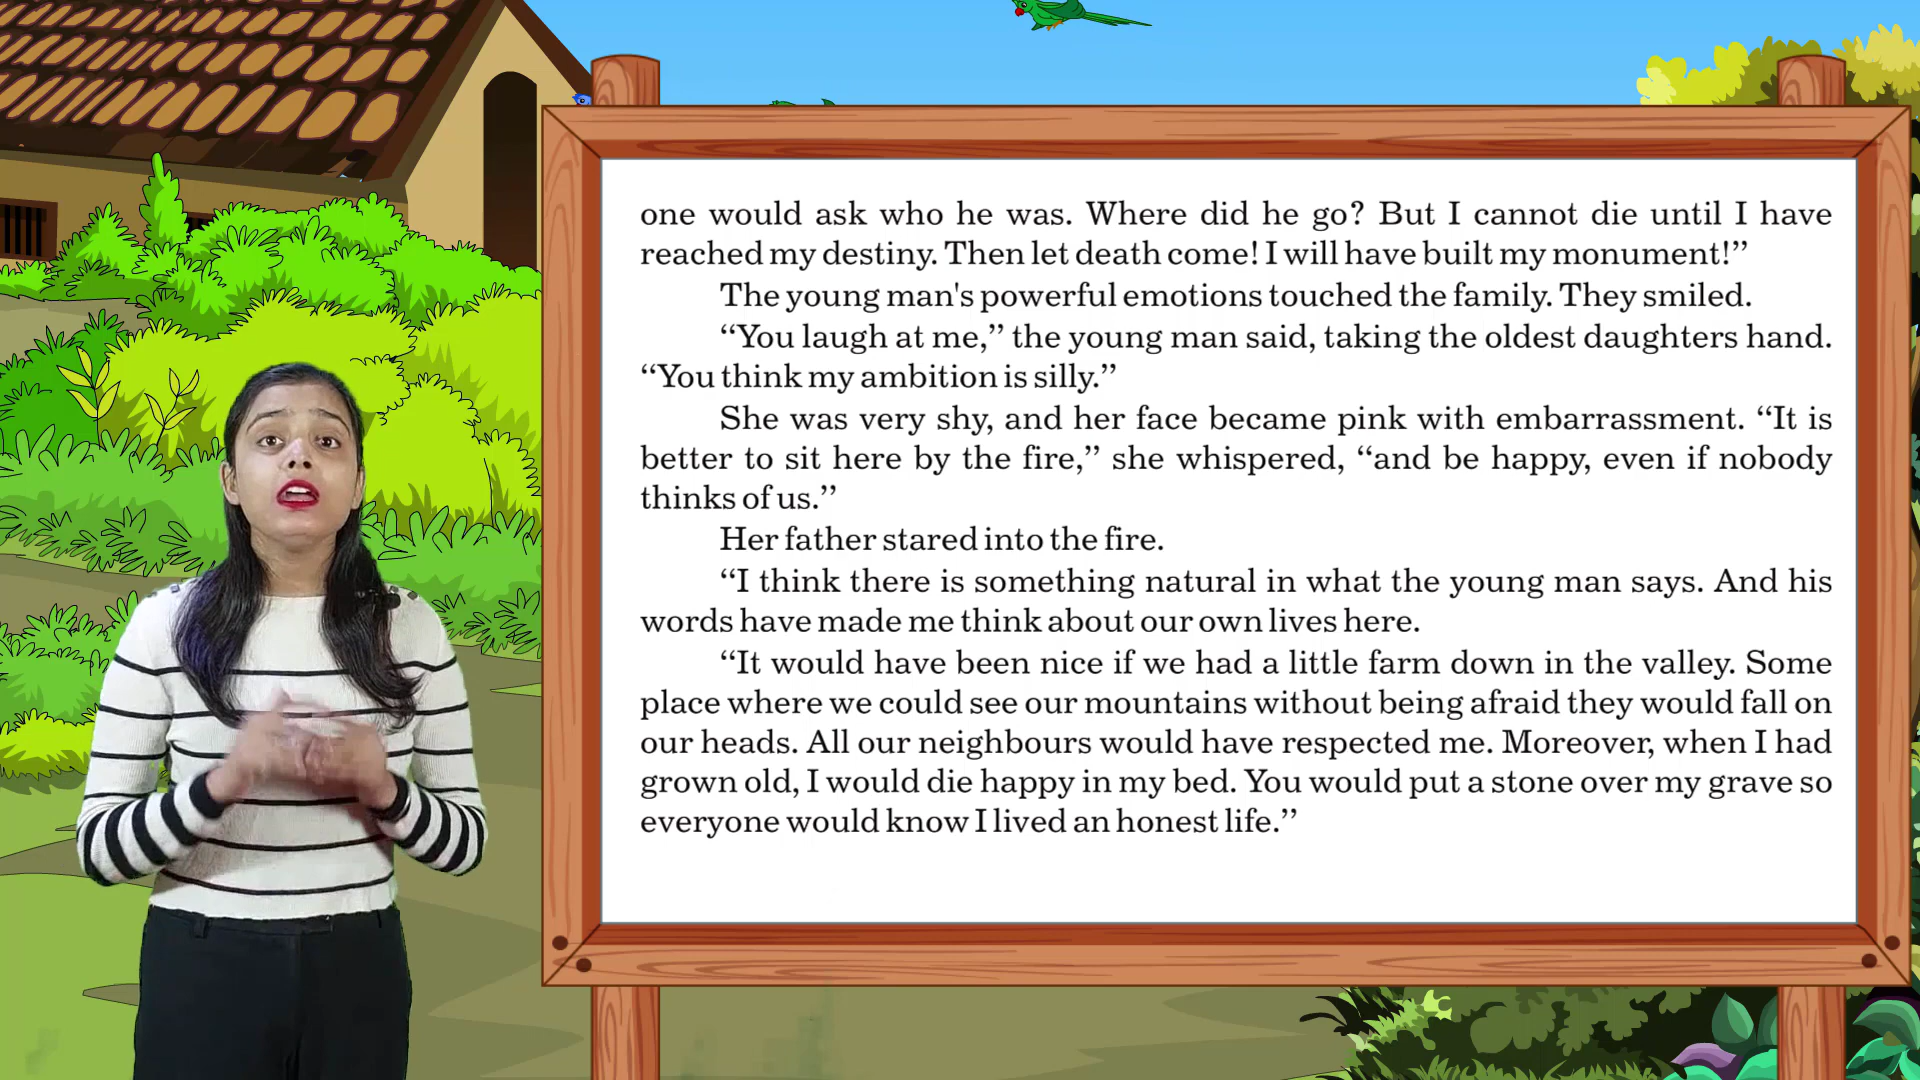 one would ask who he was. Where did he go? But I cannot die until I have
reached my destiny. Then let death come! I will have built my monument!”
The young man's powerful emotions touched the family. They smiled.
“You laugh at me,” the young man said, taking the oldest daughters hand.
“You think my ambition is silly.”
She was very shy, and her face became pink with embarrassment. “It is
better to sit here by the fire,” she whispered, “and be happy, even if nobody
thinks of us.”
Her father stared into the fire.
“I think there is something natural in what the young man says. And his
words have made me think about our own lives here.
“It would have been nice if we had a little farm down in the valley. Some
place where we could see our mountains without being afraid they would fall on
our heads. All our neighbours would have respected me. Moreover, when I had
grown old, I would die happy in my bed. You would put a stone over my grave so
everyone would know I lived an honest life.”